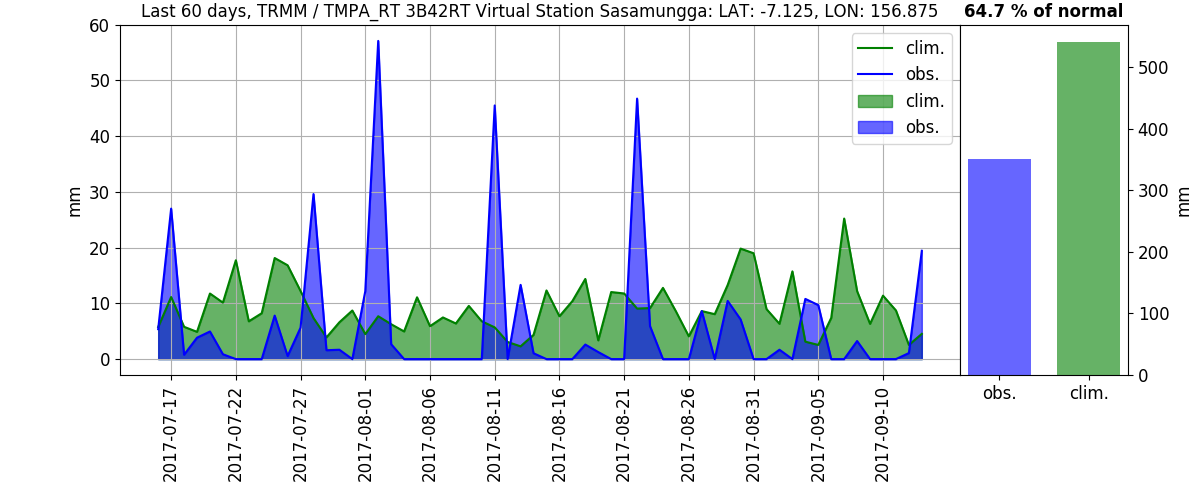 Last 60 days, TRMM / TMPA_RT 3B42RT Virtual Station Sasamungga: LAT: -7.125, LON: 156.875
64.7 % of normal
60
50
40
30
20
10
0
mm
clim.
obs.
clim.
obs.
2017-07-17
2017-07-22
2017-07-27
2017-08-01
2017-08-06
2017-08-11
2017-08-16
2017-08-21
2017-08-26
2017-08-31
2017-09-05
2017-09-10
500
400
300
200
100
0
mm
obs.
clim.